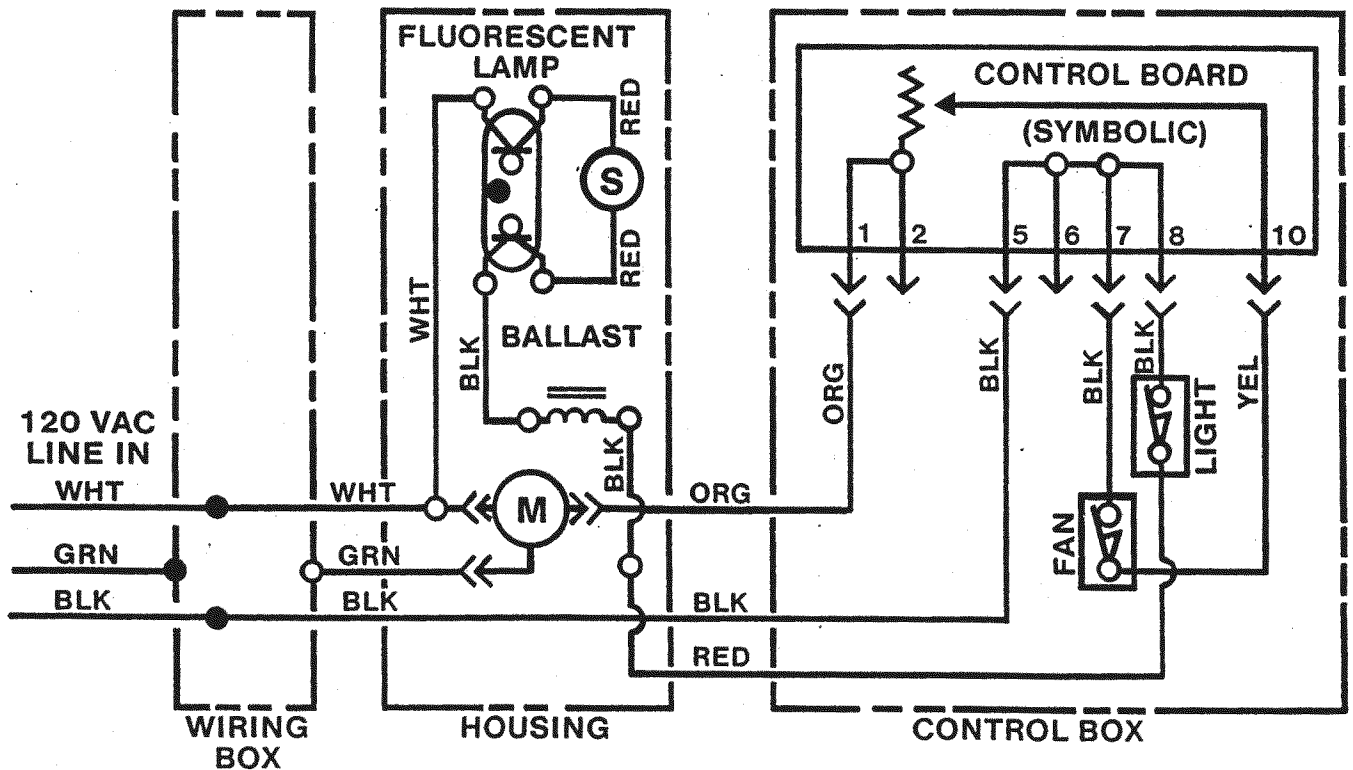 FLUORESCENT
LAMP
RED
S
RED
WHT
BLK
BALLAST
BLK
CONTROL BOARD
(SYMBOLIC)
1 2 5 6 7 8 10
ORG
BLK
BLK
BLK
YEL
LIGHT
FAN
120 VAC
LINE IN
WHT
WHT
M
ORG
GRN
GRN
BLK
BLK
BLK
RED
WIRING
BOX
HOUSING
CONTROL BOX